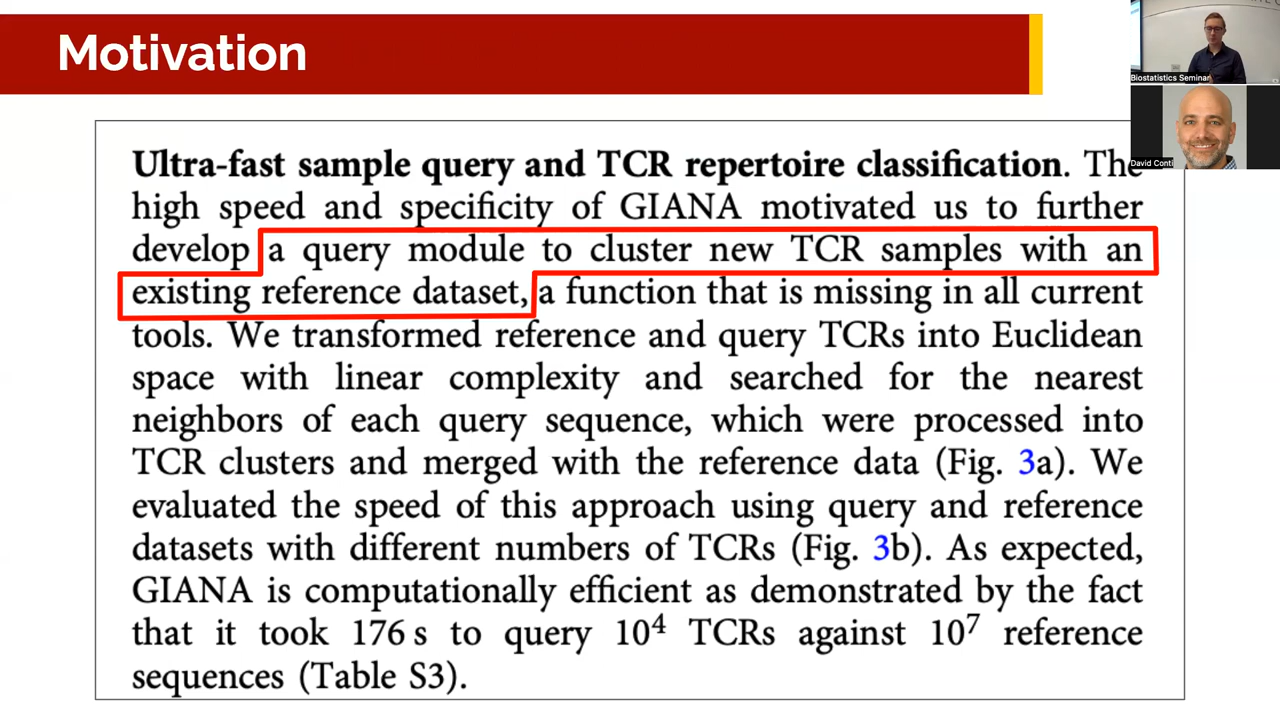 Motivation
Biostatistics Seminar
David Conti
Ultra-fast sample query and TCR repertoire classification. The
high speed and specificity of GIANA motivated us to further
develop a query module to cluster new TCR samples with an
existing reference dataset, a function that is missing in all current
tools. We transformed reference and query TCRs into Euclidean
space with linear complexity and searched for the nearest
neighbors of each query sequence, which were processed into
TCR clusters and merged with the reference data (Fig. 3a). We
evaluated the speed of this approach using query and reference
datasets with different numbers of TCRs (Fig. 3b). As expected,
GIANA is computationally efficient as demonstrated by the fact
that it took 176 s to query 10⁴ TCRs against 10⁷ reference
sequences (Table S3).